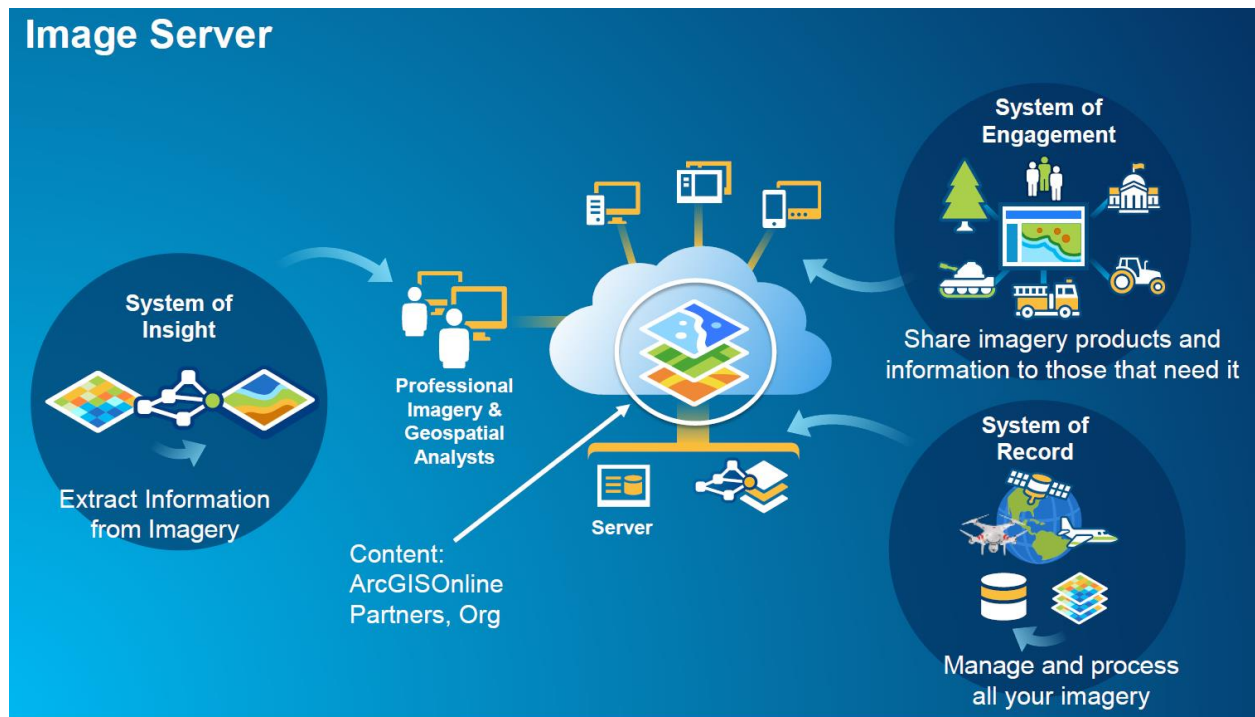 Image Server
System of
Engagement
Share imagery products and
information to those that need it
System of
Insight
Extract Information
from Imagery
Professional
Imagery &
Geospatial
Analysts
Server
Content:
ArcGISOnline
Partners, Org
System of
Record
Manage and process
all your imagery